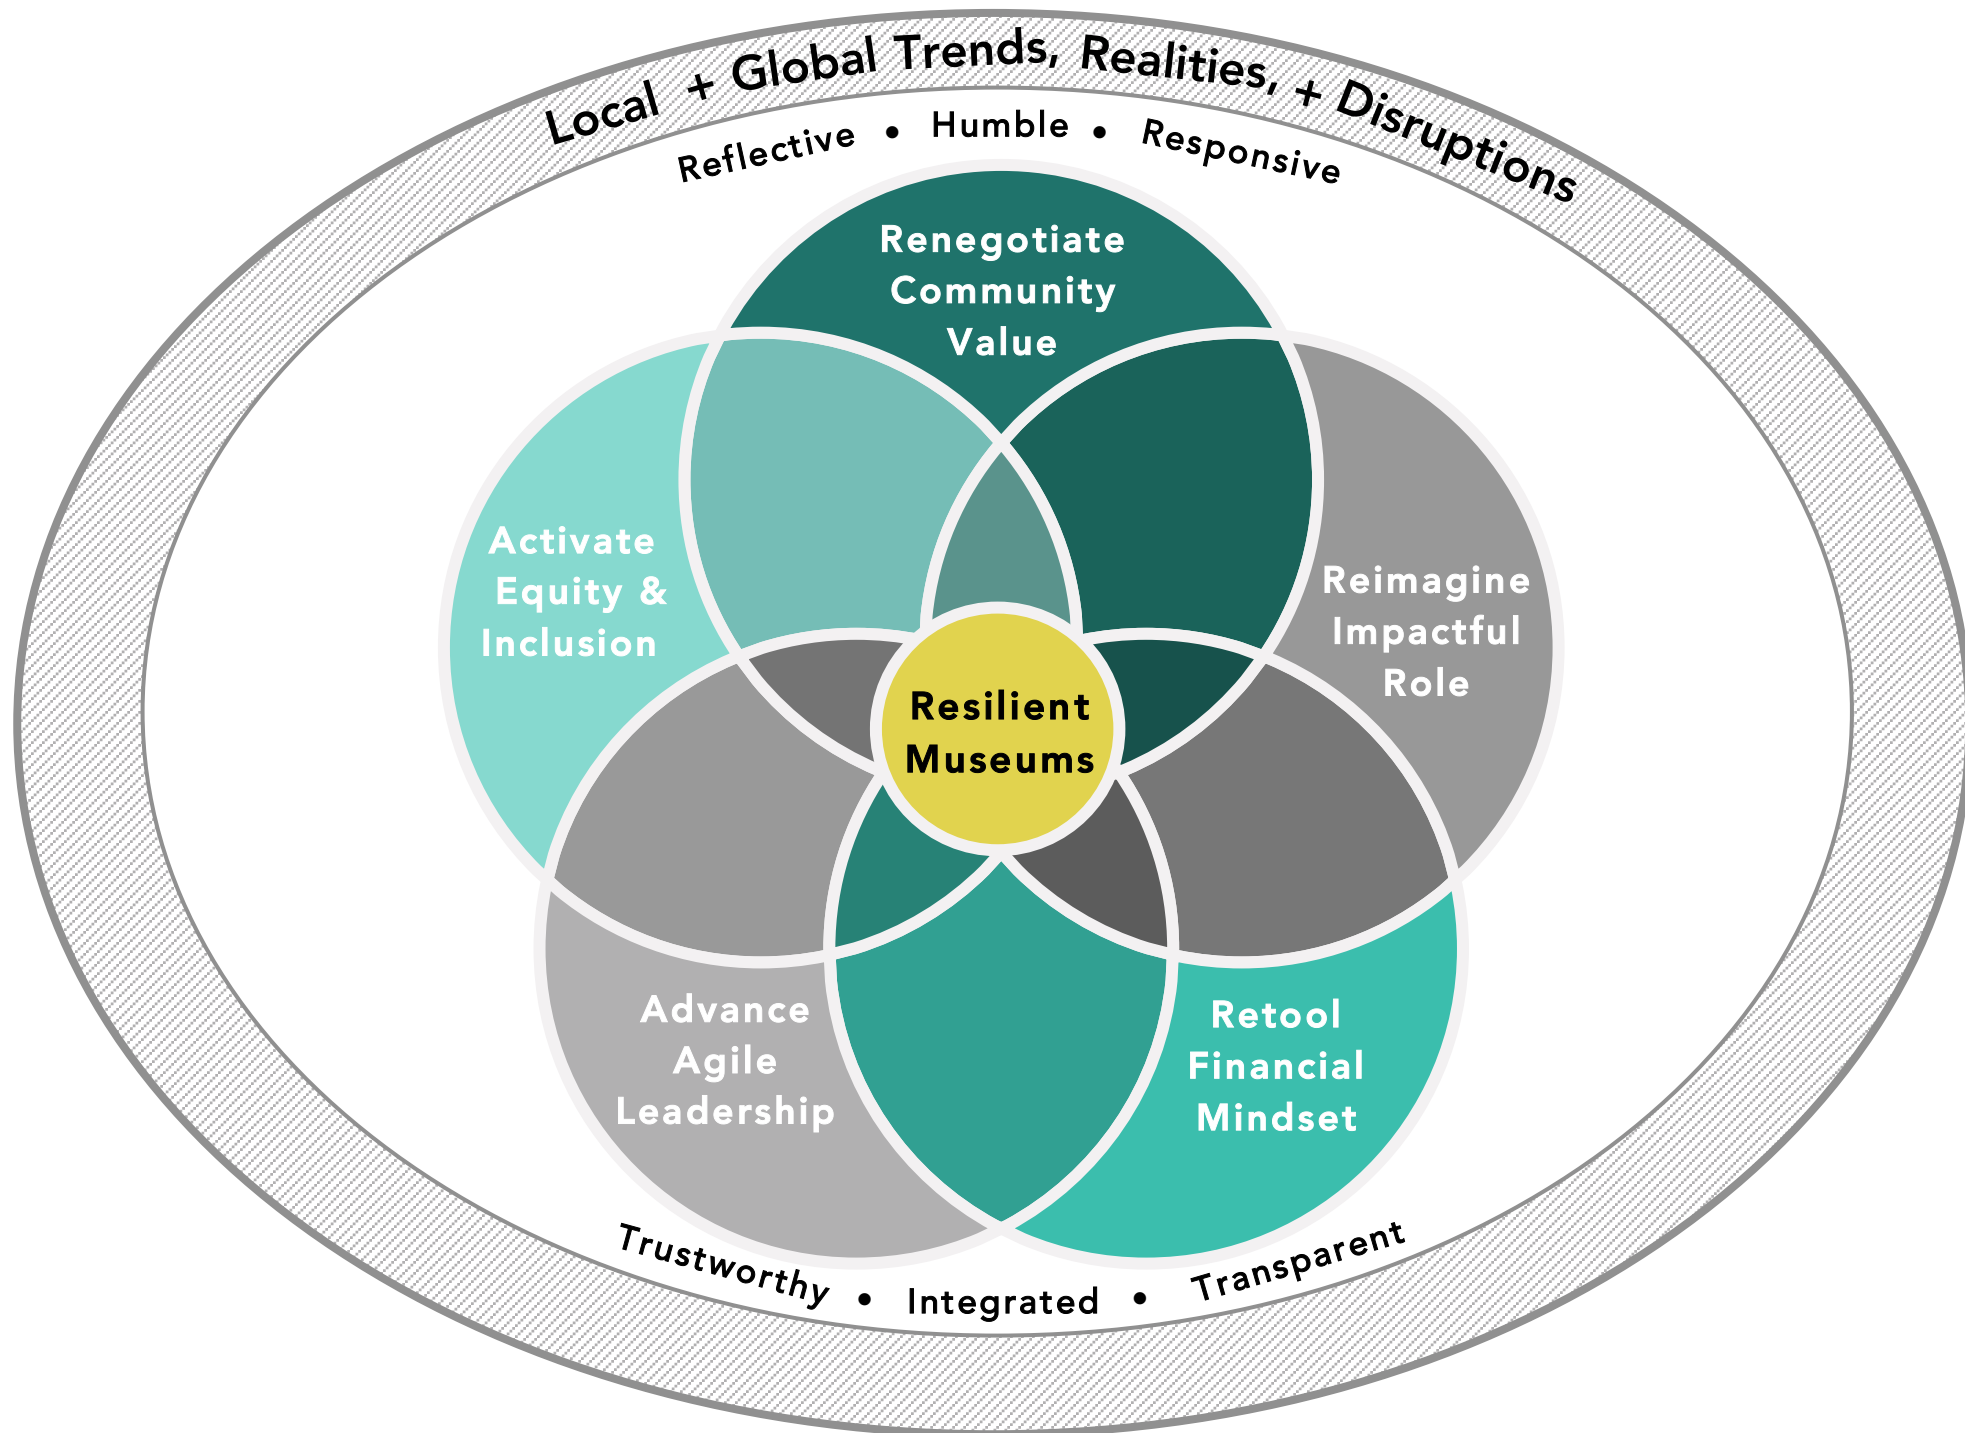 Local + Global Trends, Realities, + Disruptions
Reflective • Humble • Responsive
Renegotiate
Community
Value
Activate
Equity &
Inclusion
Reimagine
Impactful
Role
Resilient
Museums
Advance
Agile
Leadership
Retool
Financial
Mindset
Trustworthy • Integrated • Transparent